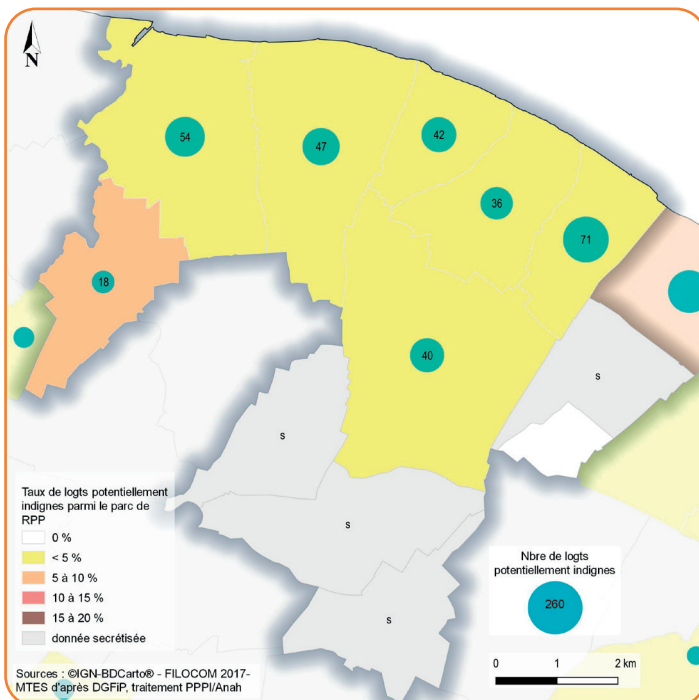 N
54
47
42
36
71
18
40
s
s
s
s
Taux de logts potentiellement
indignes parmi le parc de
RPP
0 %
< 5 %
5 à 10 %
10 à 15 %
15 à 20 %
donnée secrétisée
Nbre de logts
potentiellement indignes
260
0 1 2 km
Sources : ©IGN-BDCarto® - FILOCOM 2017-
MTES d'après DGFiP, traitement PPPI/Anah